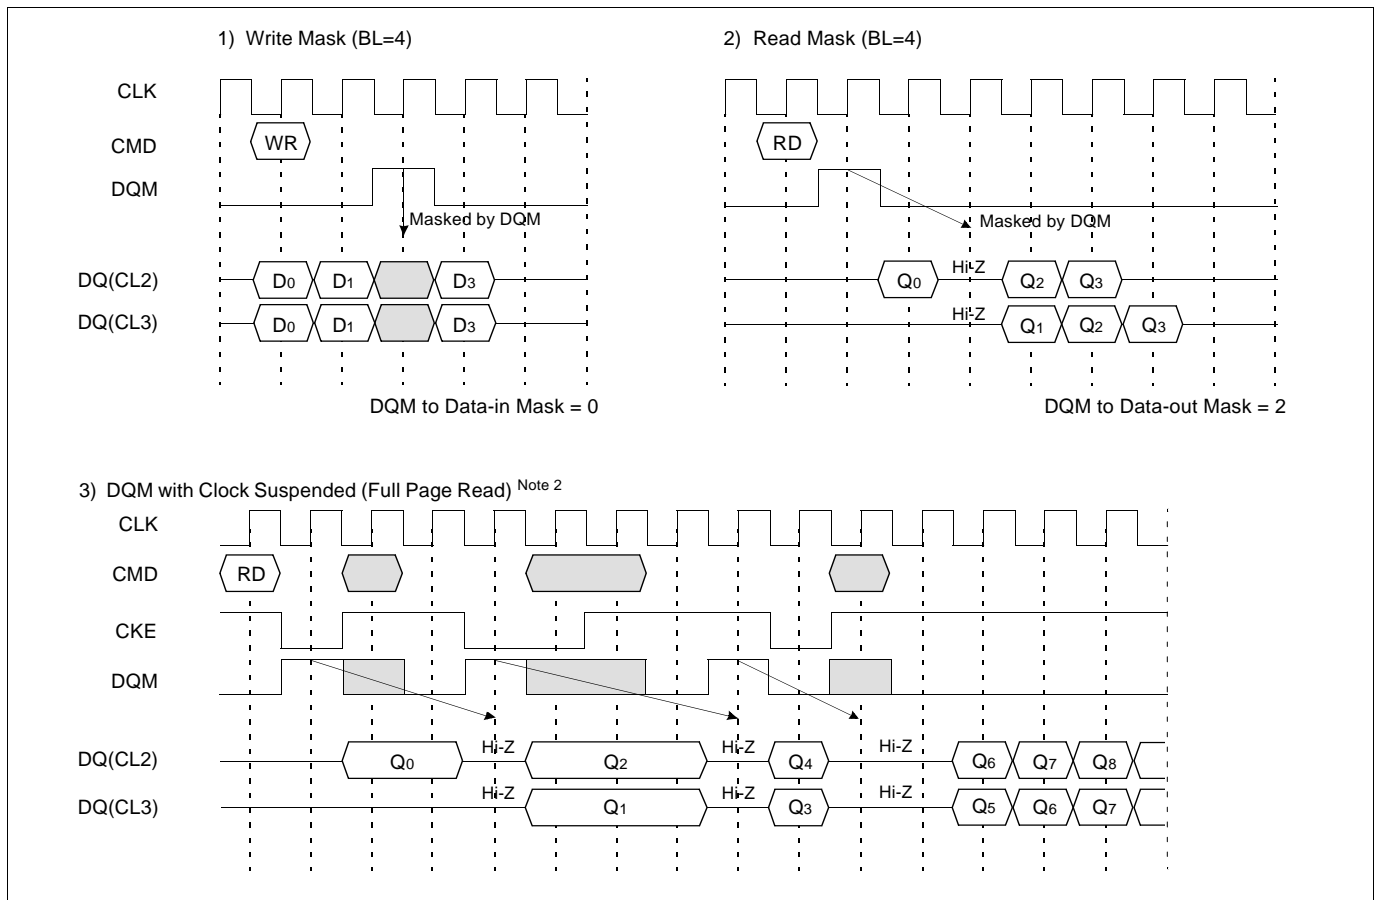 1) Write Mask (BL=4)
2) Read Mask (BL=4)
CLK
CMD
WR
RD
DQM
Masked by DQM
Masked by DQM
DQ(CL2)
D0 D1 D3
Q0 Hi-Z Q2 Q3
DQ(CL3)
D0 D1 D3
Hi-Z Q1 Q2 Q3
DQM to Data-in Mask = 0
DQM to Data-out Mask = 2
3) DQM with Clock Suspended (Full Page Read) Note 2
CLK
CMD
RD
CKE
DQM
DQ(CL2)
Q0 Hi-Z Q2 Hi-Z Q4 Hi-Z Q6 Q7 Q8
DQ(CL3)
Hi-Z Q1 Hi-Z Q3 Hi-Z Q5 Q6 Q7